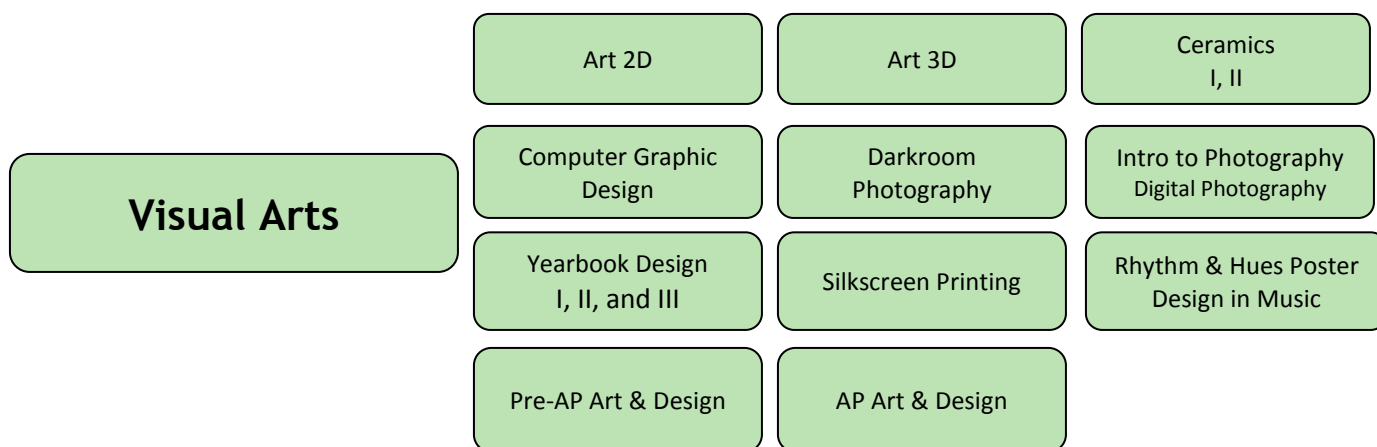 Visual Arts
Art 2D
Art 3D
Ceramics
I, II
Computer Graphic
Design
Darkroom
Photography
Intro to Photography
Digital Photography
Yearbook Design
I, II, and III
Silkscreen Printing
Rhythm & Hues Poster
Design in Music
Pre-AP Art & Design
AP Art & Design